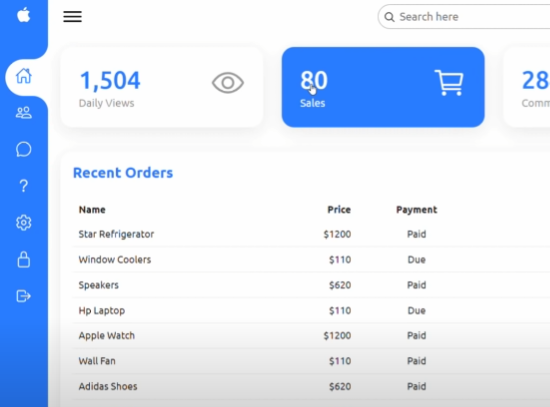 Search here
1,504
Daily Views
80
Sales
28
Recent Orders
Name Price Payment
Star Refrigerator $1200 Paid
Window Coolers $110 Due
Speakers $620 Paid
Hp Laptop $110 Due
Apple Watch $1200 Paid
Wall Fan $110 Paid
Adidas Shoes $620 Paid